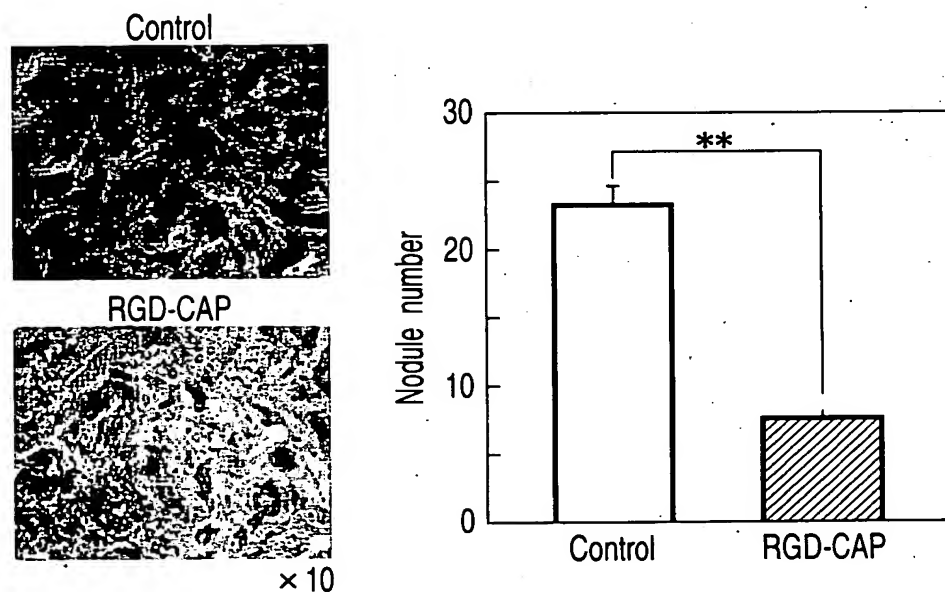 Control
RGD-CAP
× 10
30
**
20
10
0
Nodule number
Control
RGD-CAP